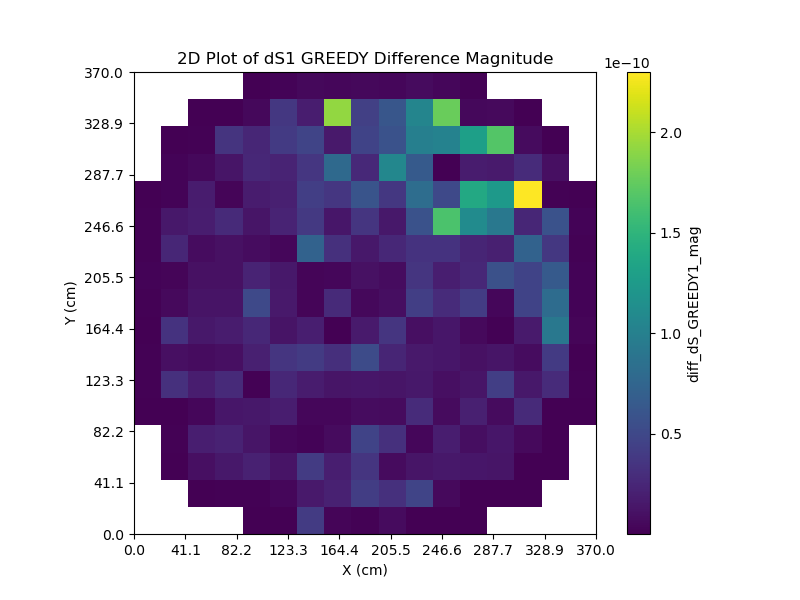 2D Plot of dS1 GREEDY Difference Magnitude
1e−10
370.0
328.9
287.7
246.6
205.5
164.4
123.3
82.2
41.1
0.0
Y (cm)
0.0 41.1 82.2 123.3 164.4 205.5 246.6 287.7 328.9 370.0
X (cm)
2.0
1.5
1.0
0.5
diff_dS_GREEDY1_mag